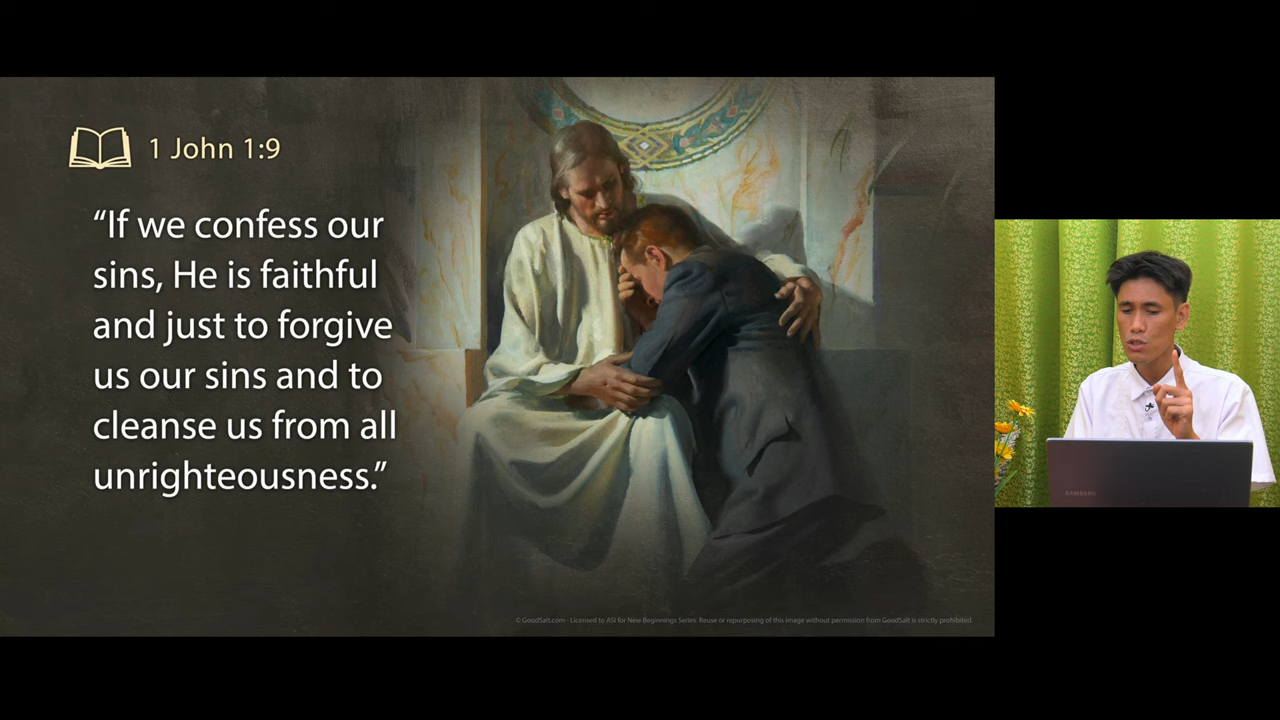 1 John 1:9
“If we confess our
sins, He is faithful
and just to forgive
us our sins and to
cleanse us from all
unrighteousness.”
SAMSUNG
© GoodSalt.com - Licensed to ASI for New Beginnings Series. Reuse or repurposing of this image without permission from GoodSalt is strictly prohibited.